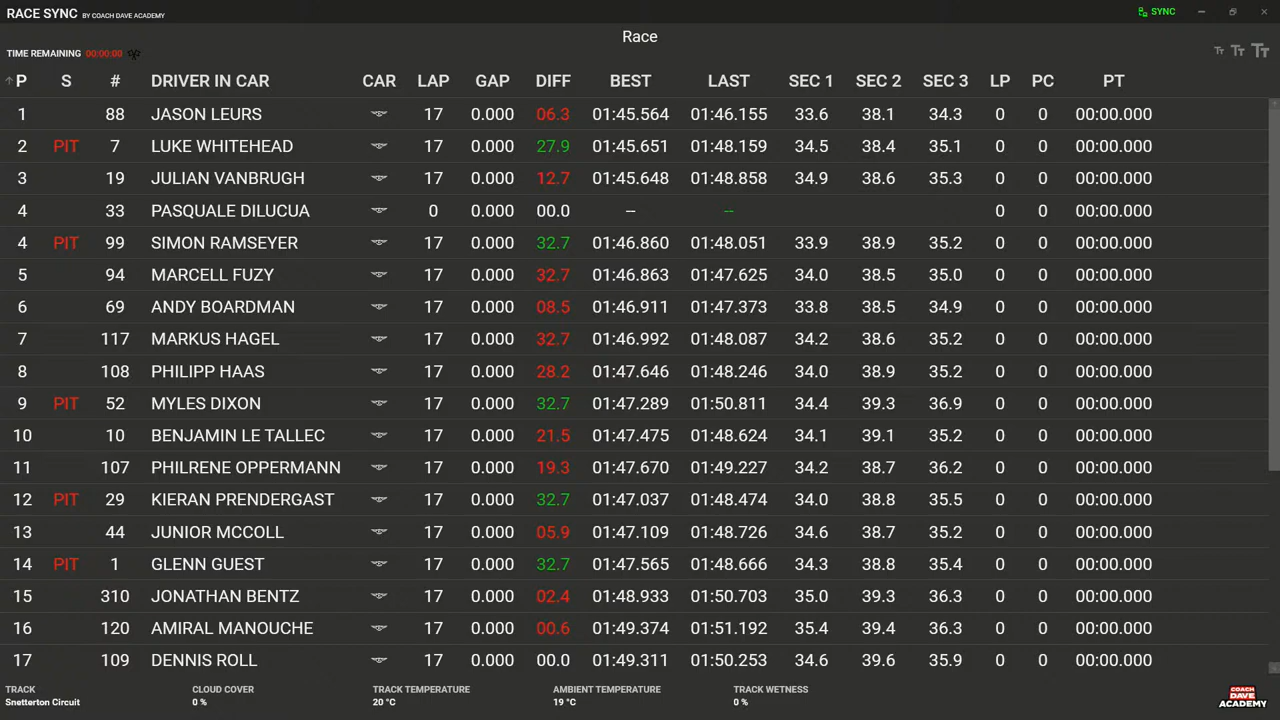 RACE SYNC BY COACH DAVE ACADEMY SYNC
Race
TIME REMAINING 00:00:00
TT TT TT
P S # DRIVER IN CAR CAR LAP GAP DIFF BEST LAST SEC 1 SEC 2 SEC 3 LP PC PT
1 88 JASON LEURS 17 0.000 06.3 01:45.564 01:46.155 33.6 38.1 34.3 0 0 00:00.000
2 PIT 7 LUKE WHITEHEAD 17 0.000 27.9 01:45.651 01:48.159 34.5 38.4 35.1 0 0 00:00.000
3 19 JULIAN VANBRUGH 17 0.000 12.7 01:45.648 01:48.858 34.9 38.6 35.3 0 0 00:00.000
4 33 PASQUALE DILUCUA 0 0.000 00.0 -- -- 0 0 00:00.000
4 PIT 99 SIMON RAMSEYER 17 0.000 32.7 01:46.860 01:48.051 33.9 38.9 35.2 0 0 00:00.000
5 94 MARCELL FUZY 17 0.000 32.7 01:46.863 01:47.625 34.0 38.5 35.0 0 0 00:00.000
6 69 ANDY BOARDMAN 17 0.000 08.5 01:46.911 01:47.373 33.8 38.5 34.9 0 0 00:00.000
7 117 MARKUS HAGEL 17 0.000 32.7 01:46.992 01:48.087 34.2 38.6 35.2 0 0 00:00.000
8 108 PHILIPP HAAS 17 0.000 28.2 01:47.646 01:48.246 34.0 38.9 35.2 0 0 00:00.000
9 PIT 52 MYLES DIXON 17 0.000 32.7 01:47.289 01:50.811 34.4 39.3 36.9 0 0 00:00.000
10 10 BENJAMIN LE TALLEC 17 0.000 21.5 01:47.475 01:48.624 34.1 39.1 35.2 0 0 00:00.000
11 107 PHILRENE OPPERMANN 17 0.000 19.3 01:47.670 01:49.227 34.2 38.7 36.2 0 0 00:00.000
12 PIT 29 KIERAN PRENDERGAST 17 0.000 32.7 01:47.037 01:48.474 34.0 38.8 35.5 0 0 00:00.000
13 44 JUNIOR MCCOLL 17 0.000 05.9 01:47.109 01:48.726 34.6 38.7 35.2 0 0 00:00.000
14 PIT 1 GLENN GUEST 17 0.000 32.7 01:47.565 01:48.666 34.3 38.8 35.4 0 0 00:00.000
15 310 JONATHAN BENTZ 17 0.000 02.4 01:48.933 01:50.703 35.0 39.3 36.3 0 0 00:00.000
16 120 AMIRAL MANOUCHE 17 0.000 00.6 01:49.374 01:51.192 35.4 39.4 36.3 0 0 00:00.000
17 109 DENNIS ROLL 17 0.000 00.0 01:49.311 01:50.253 34.6 39.6 35.9 0 0 00:00.000
TRACK CLOUD COVER TRACK TEMPERATURE AMBIENT TEMPERATURE TRACK WETNESS
Snetterton Circuit 0 % 20 °C 19 °C 0 %
COACH
DAVE
ACADEMY